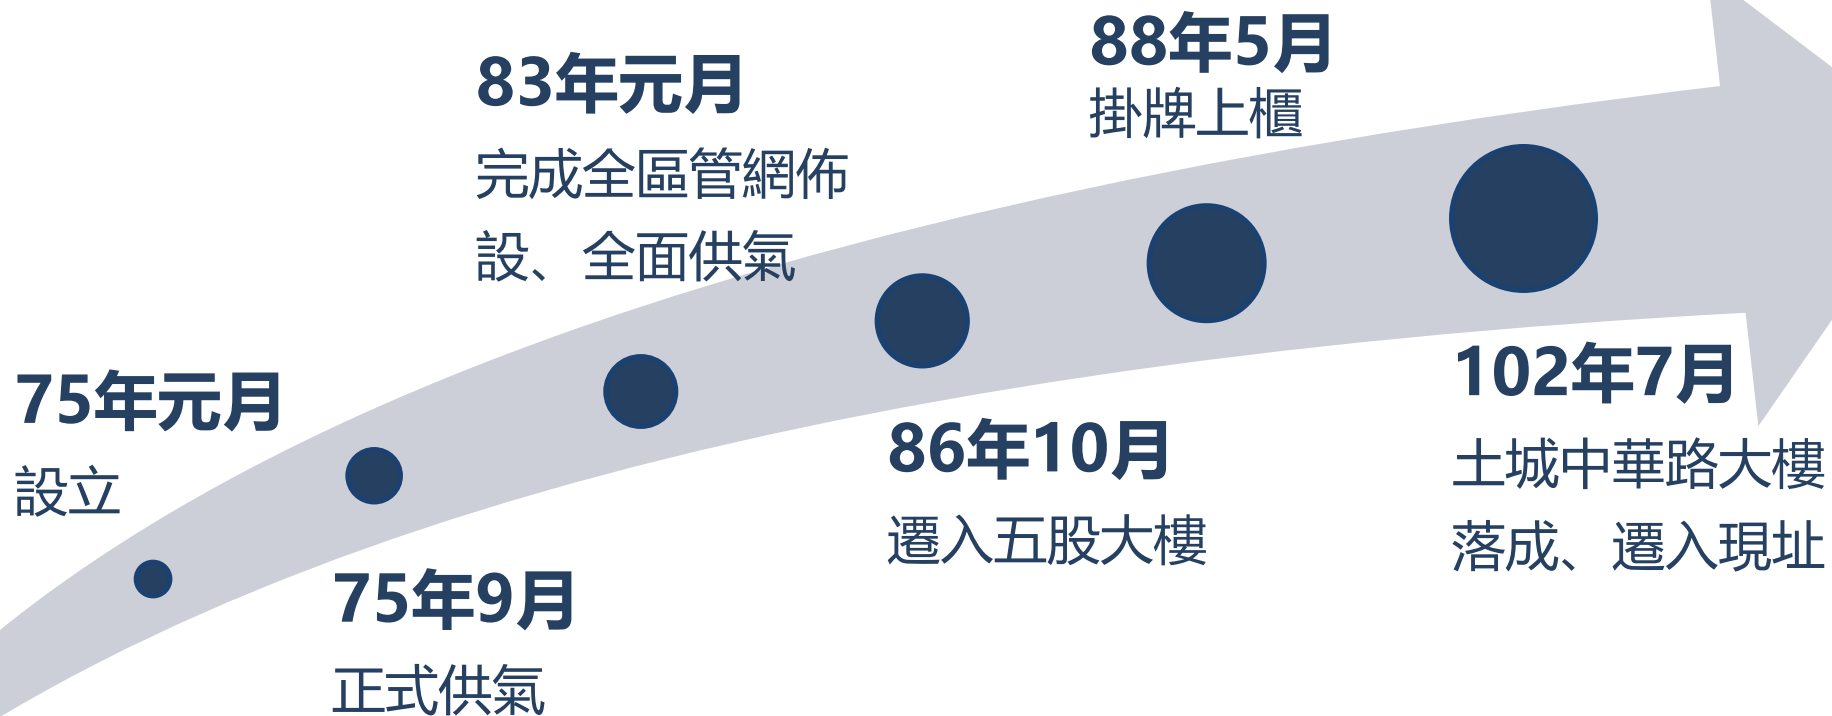 75年元月
設立
75年9月
正式供氣
83年元月
完成全區管網佈
設、全面供氣
86年10月
遷入五股大樓
88年5月
掛牌上櫃
102年7月
土城中華路大樓
落成、遷入現址